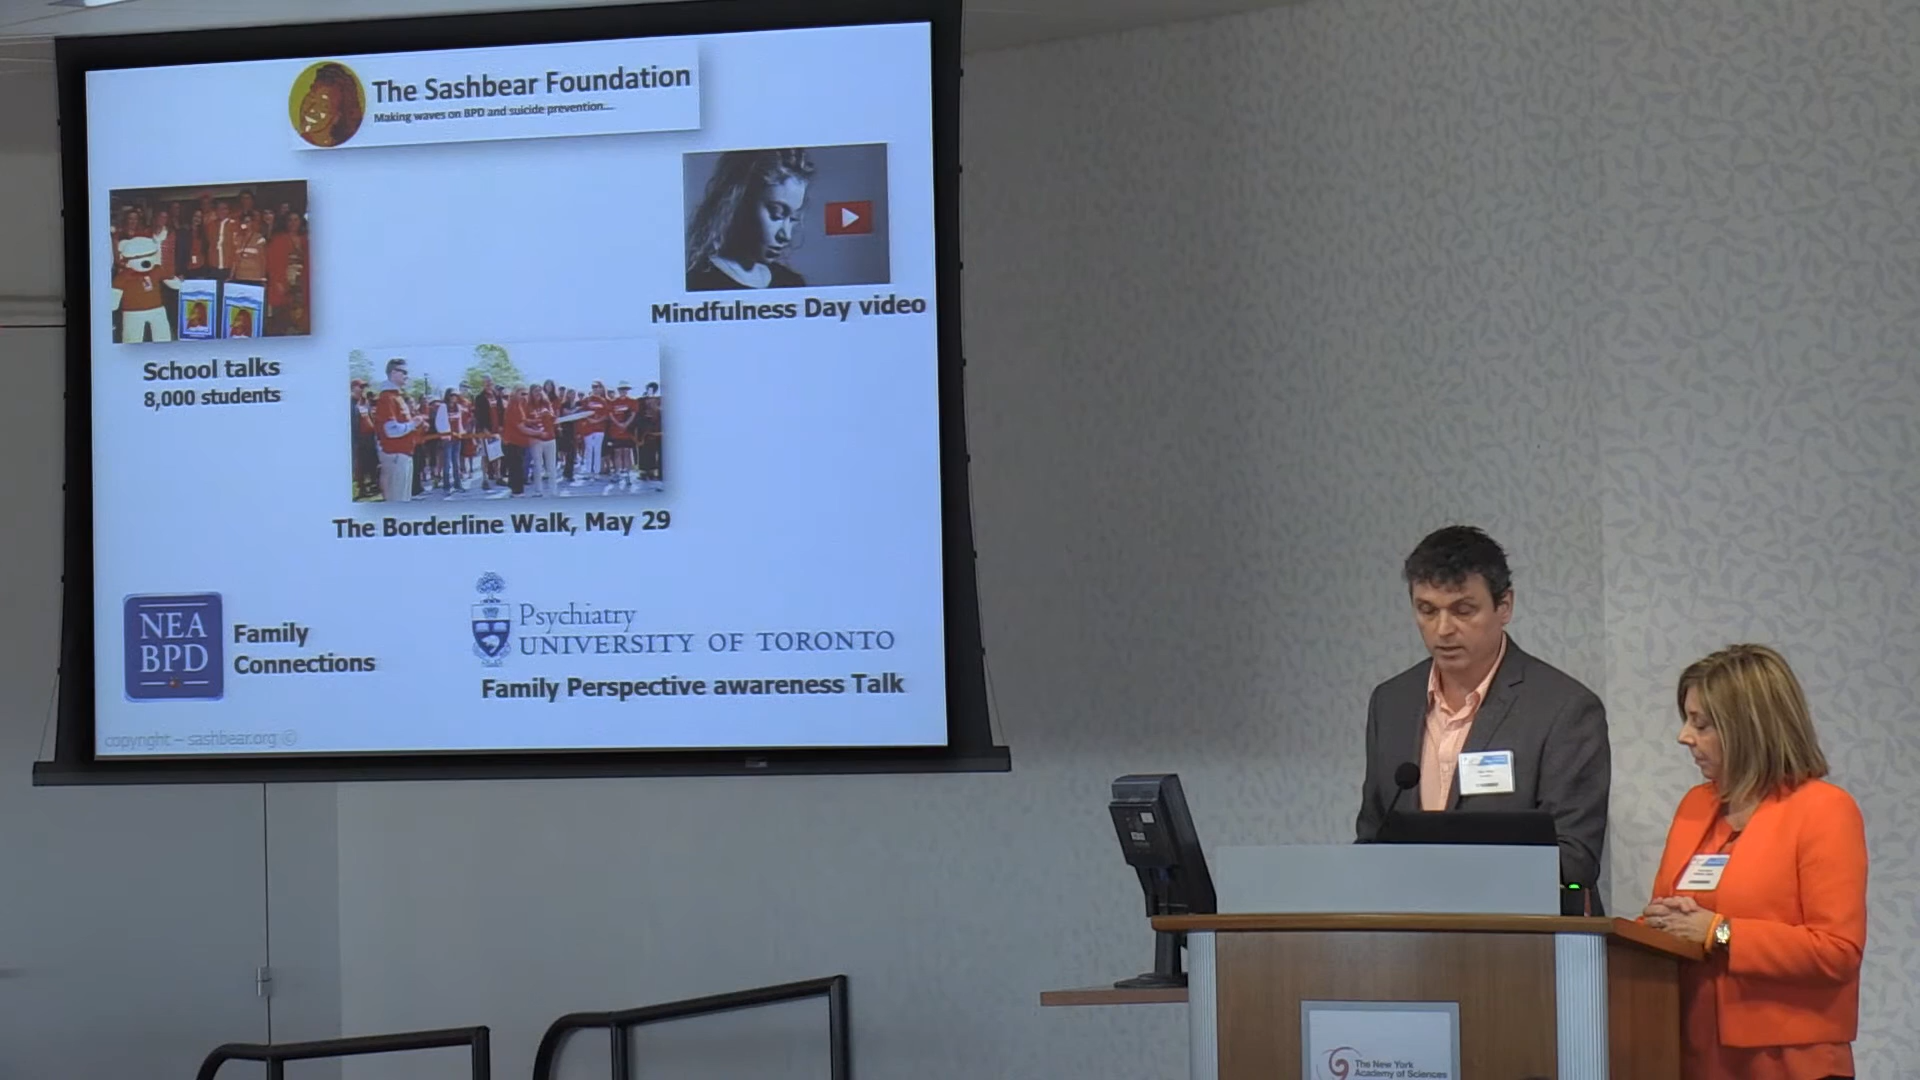 The Sashbear Foundation
Making waves on BPD and suicide prevention....
Mindfulness Day video
School talks
8,000 students
The Borderline Walk, May 29
NEA
BPD
Family
Connections
Psychiatry
UNIVERSITY OF TORONTO
Family Perspective awareness Talk
copyright – sashbear.org ©
The New York
Academy of Sciences